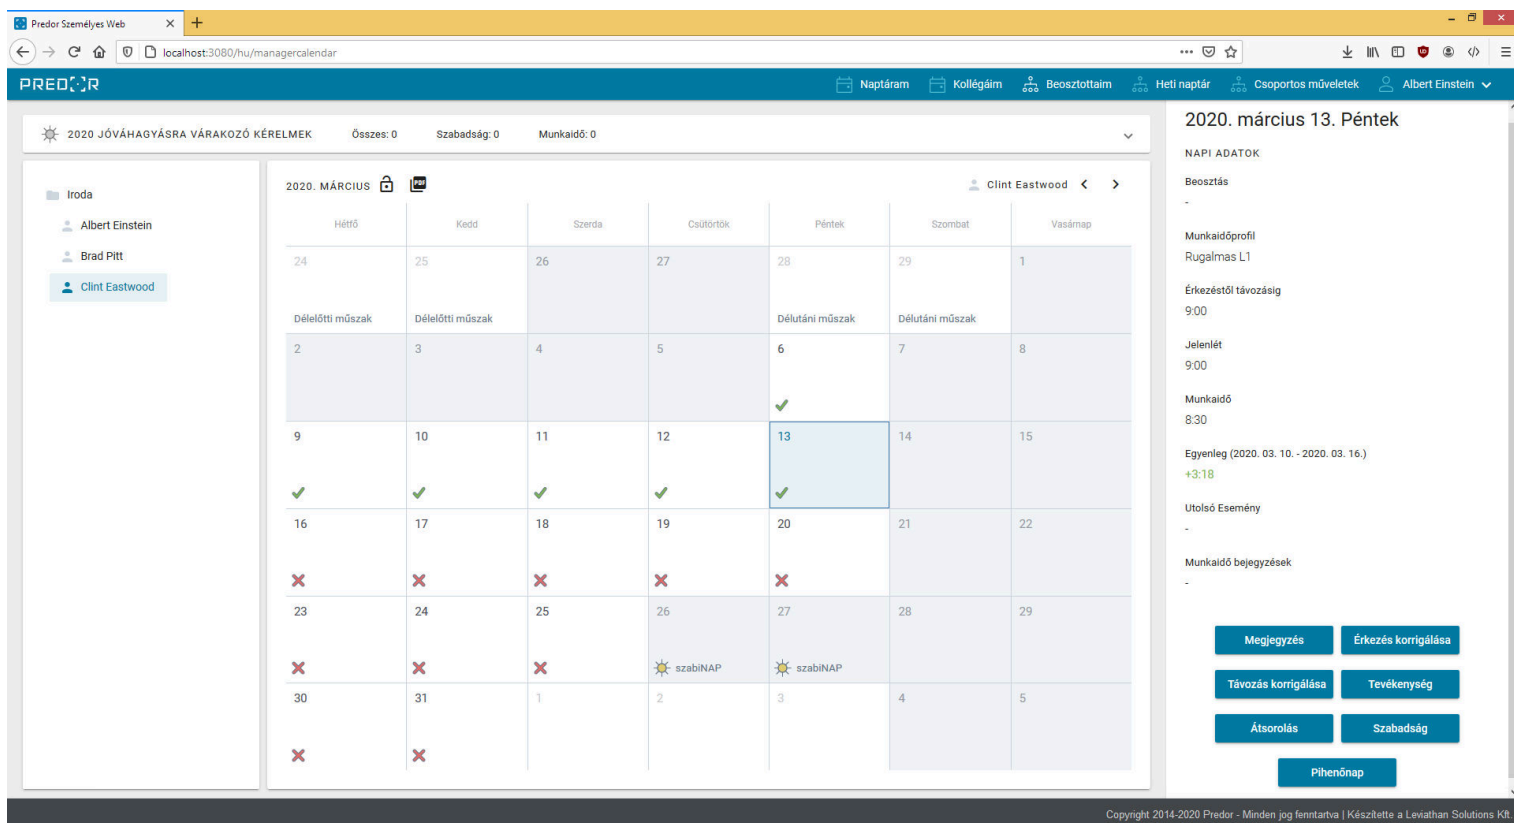 Predor Személyes Web
localhost:3080/hu/managercalendar
PREDOR
Naptáram Kollégáim Beosztottaim Heti naptár Csoportos műveletek Albert Einstein
2020 JÓVÁHAGYÁSRA VÁRAKOZÓ KÉRELMEK Összes: 0 Szabadság: 0 Munkaidő: 0
Iroda
Albert Einstein
Brad Pitt
Clint Eastwood
2020. MÁRCIUS PDF Clint Eastwood
Hétfő Kedd Szerda Csütörtök Péntek Szombat Vasárnap
24 25 26 27 28 29 1
Délelőtti műszak Délelőtti műszak Délutáni műszak Délutáni műszak
2 3 4 5 6 7 8
9 10 11 12 13 14 15
16 17 18 19 20 21 22
23 24 25 26 27 28 29
szabiNAP szabiNAP
30 31 1 2 3 4 5
2020. március 13. Péntek
NAPI ADATOK
Beosztás
-
Munkaidőprofil
Rugalmas L1
Érkezéstől távozásig
9:00
Jelenlét
9:00
Munkaidő
8:30
Egyenleg (2020. 03. 10. - 2020. 03. 16.)
+3:18
Utolsó Esemény
-
Munkaidő bejegyzések
-
Megjegyzés Érkezés korrigálása
Távozás korrigálása Tevékenység
Átsorolás Szabadság
Pihenőnap
Copyright 2014-2020 Predor - Minden jog fenntartva | Készítette a Leviathan Solutions Kft.